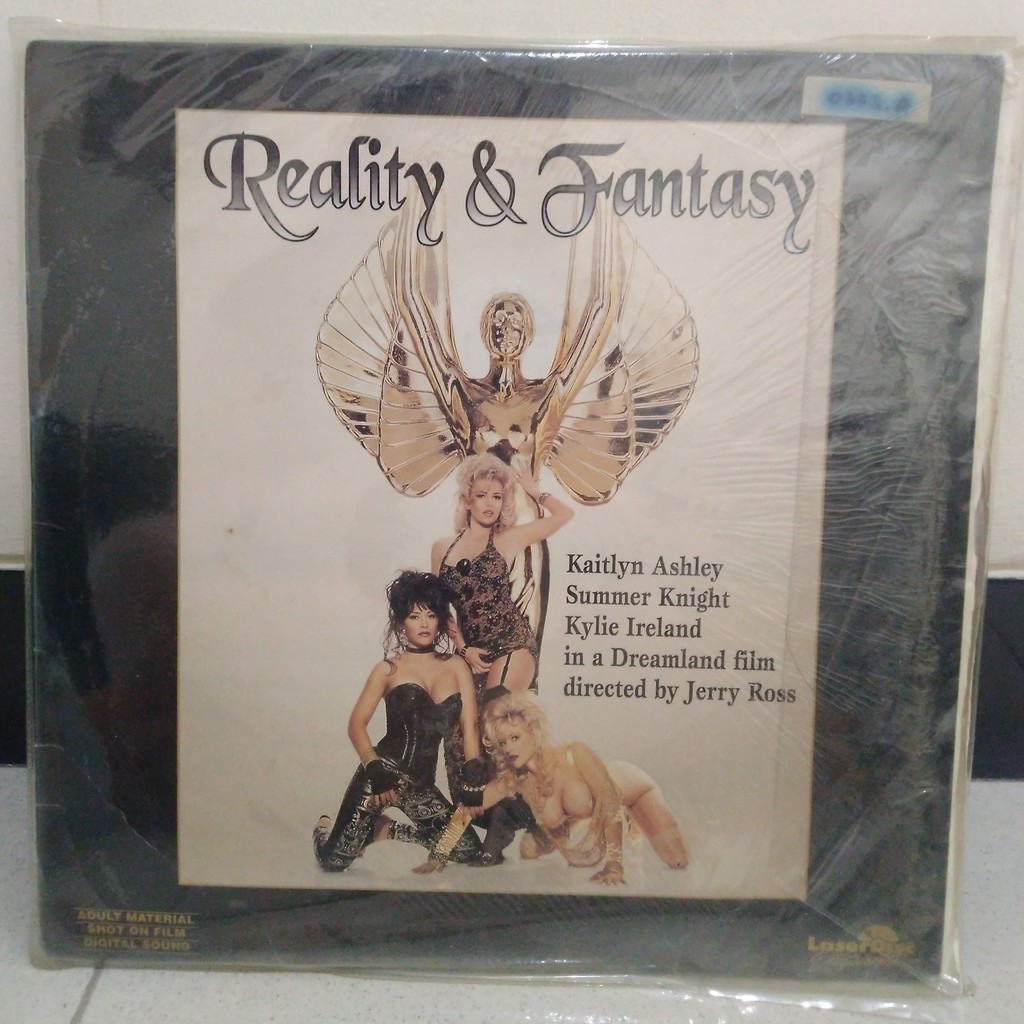 Reality & Fantasy
Kaitlyn Ashley
Summer Knight
Kylie Ireland
in a Dreamland film
directed by Jerry Ross
ADULT MATERIAL
SHOT ON FILM
DIGITAL SOUND
LaserDisc